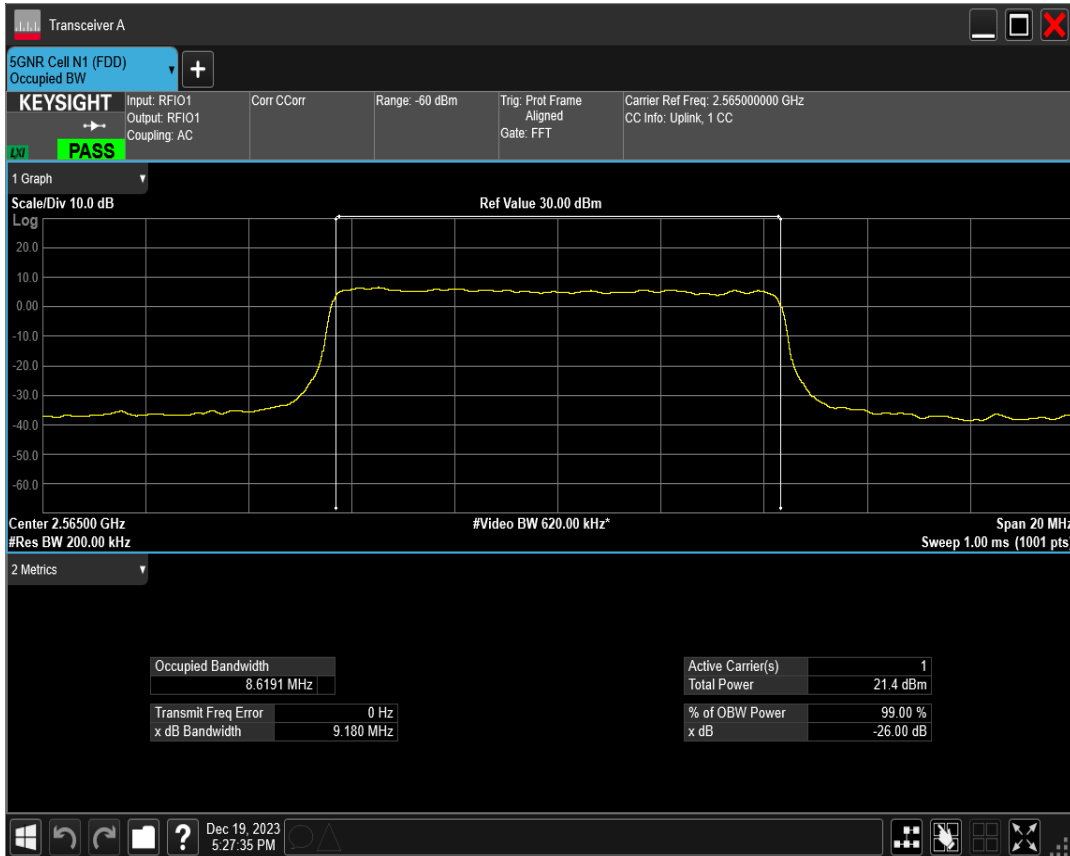 Transceiver A
5GNR Cell N1 (FDD)
Occupied BW
+
KEYSIGHT
LXI
PASS
Input: RFIO1
Output: RFIO1
Coupling: AC
Corr CCorr
Range: -60 dBm
Trig: Prot Frame
Aligned
Gate: FFT
Carrier Ref Freq: 2.565000000 GHz
CC Info: Uplink, 1 CC
1 Graph
Scale/Div 10.0 dB
Ref Value 30.00 dBm
Log
20.0
10.0
0.00
-10.0
-20.0
-30.0
-40.0
-50.0
-60.0
Center 2.56500 GHz
#Video BW 620.00 kHz*
Span 20 MHz
#Res BW 200.00 kHz
Sweep 1.00 ms (1001 pts)
2 Metrics
Occupied Bandwidth
8.6191 MHz
Transmit Freq Error 0 Hz
x dB Bandwidth 9.180 MHz
Active Carrier(s) 1
Total Power 21.4 dBm
% of OBW Power 99.00 %
x dB -26.00 dB
?
Dec 19, 2023
5:27:35 PM